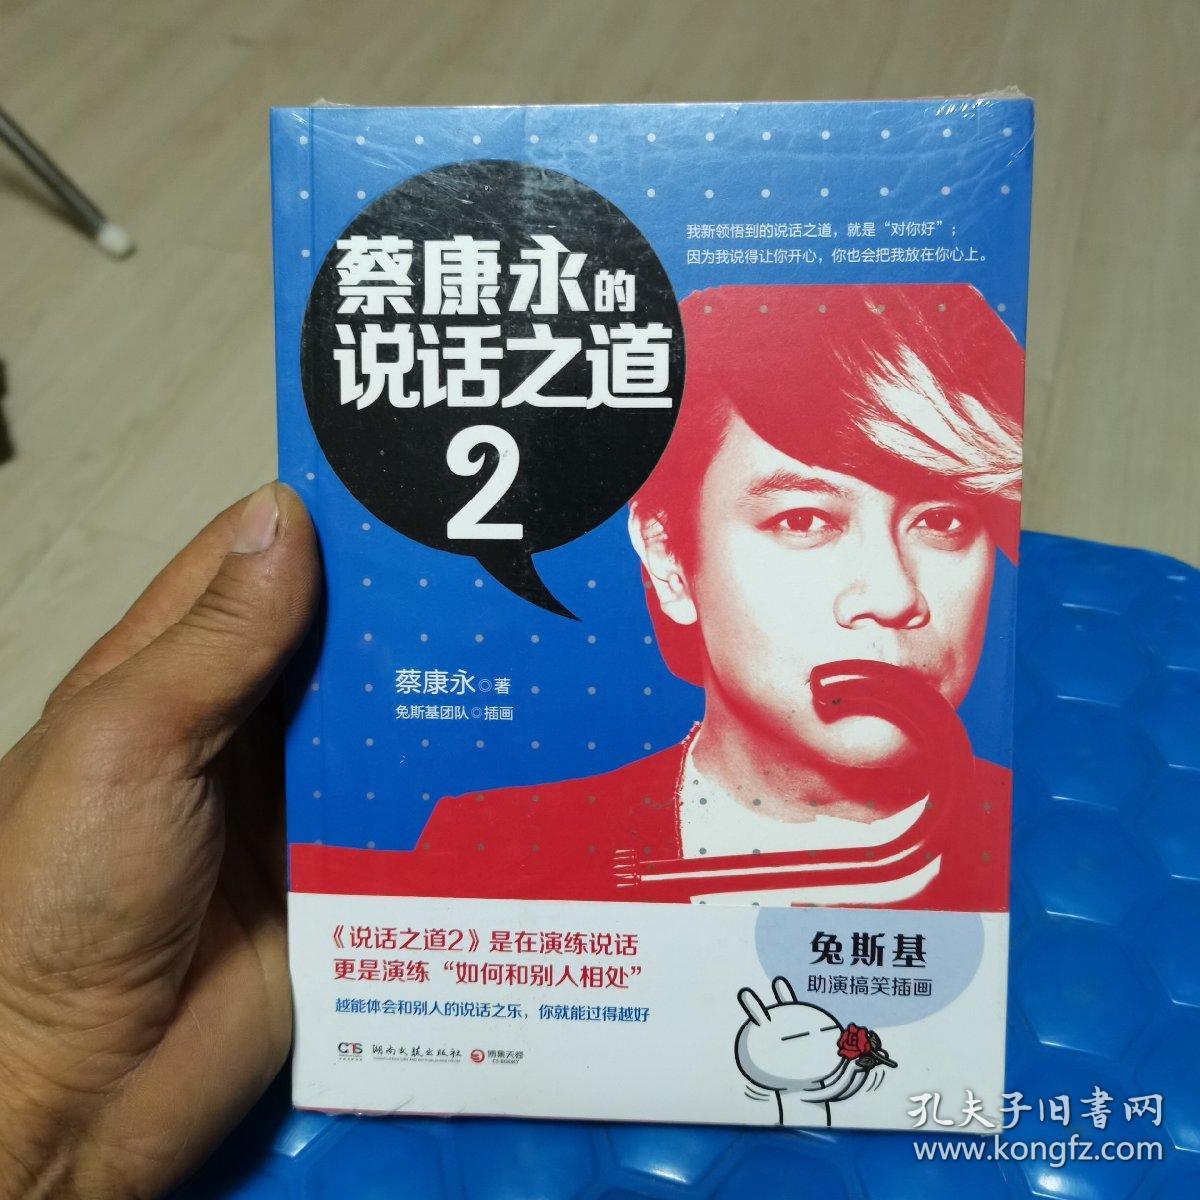 我新领悟到的说话之道，就是“对你好”；
因为我说得让你开心，你也会把我放在你心上。
蔡康永的
说话之道
2
蔡康永◎著
兔斯基团队◎插画
《说话之道2》是在演练说话
更是演练“如何和别人相处”
越能体会和别人的说话之乐，你就能过得越好
兔斯基
助演搞笑插画
湖南文艺出版社
博集天卷
CS-BOOKY
孔夫子旧書网
www.kongfz.com